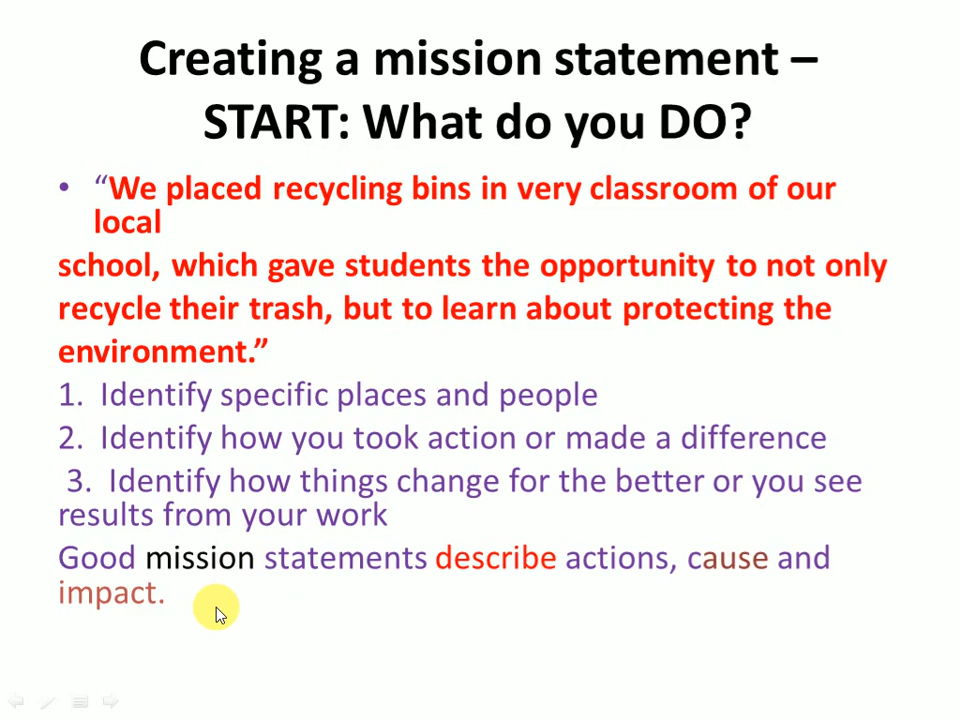 Creating a mission statement –
START: What do you DO?
• “We placed recycling bins in very classroom of our
local
school, which gave students the opportunity to not only
recycle their trash, but to learn about protecting the
environment.”
1. Identify specific places and people
2. Identify how you took action or made a difference
3. Identify how things change for the better or you see
results from your work
Good mission statements describe actions, cause and
impact.